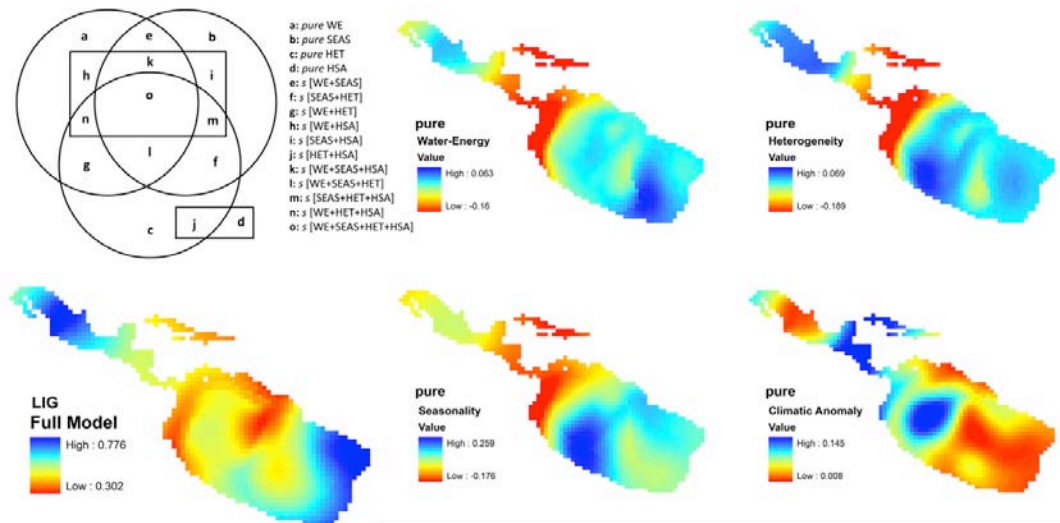 a
e
b
k
h
i
o
n
m
l
g
f
c
j
d
a: pure WE
b: pure SEAS
c: pure HET
d: pure HSA
e: s [WE+SEAS]
f: s [SEAS+HET]
g: s [WE+HET]
h: s [WE+HSA]
i: s [SEAS+HSA]
j: s [HET+HSA]
k: s [WE+SEAS+HSA]
l: s [WE+SEAS+HET]
m: s [SEAS+HET+HSA]
n: s [WE+HET+HSA]
o: s [WE+SEAS+HET+HSA]
pure
Water-Energy
Value
High : 0.063
Low : -0.16
pure
Heterogeneity
Value
High : 0.069
Low : -0.189
LIG
Full Model
High : 0.776
Low : 0.302
pure
Seasonality
Value
High : 0.259
Low : -0.176
pure
Climatic Anomaly
Value
High : 0.145
Low : 0.008